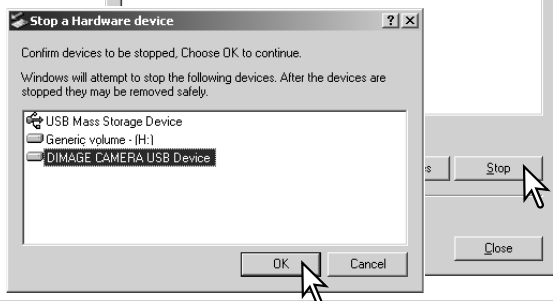 Stop a Hardware device
Confirm devices to be stopped, Choose OK to continue.
Windows will attempt to stop the following devices. After the devices are
stopped they may be removed safely.
USB Mass Storage Device
Generic volume - (H:)
DIMAGE CAMERA USB Device
OK
Cancel
Stop
Close